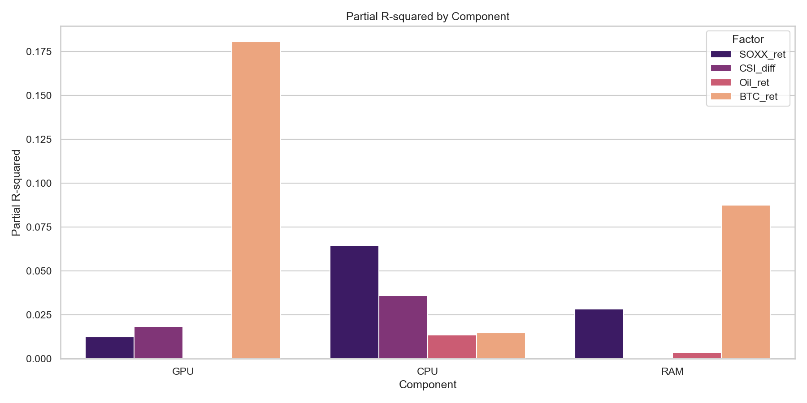 Partial R-squared by Component
Factor
SOXX_ret
CSI_diff
Oil_ret
BTC_ret
Partial R-squared
0.175
0.150
0.125
0.100
0.075
0.050
0.025
0.000
GPU
CPU
RAM
Component